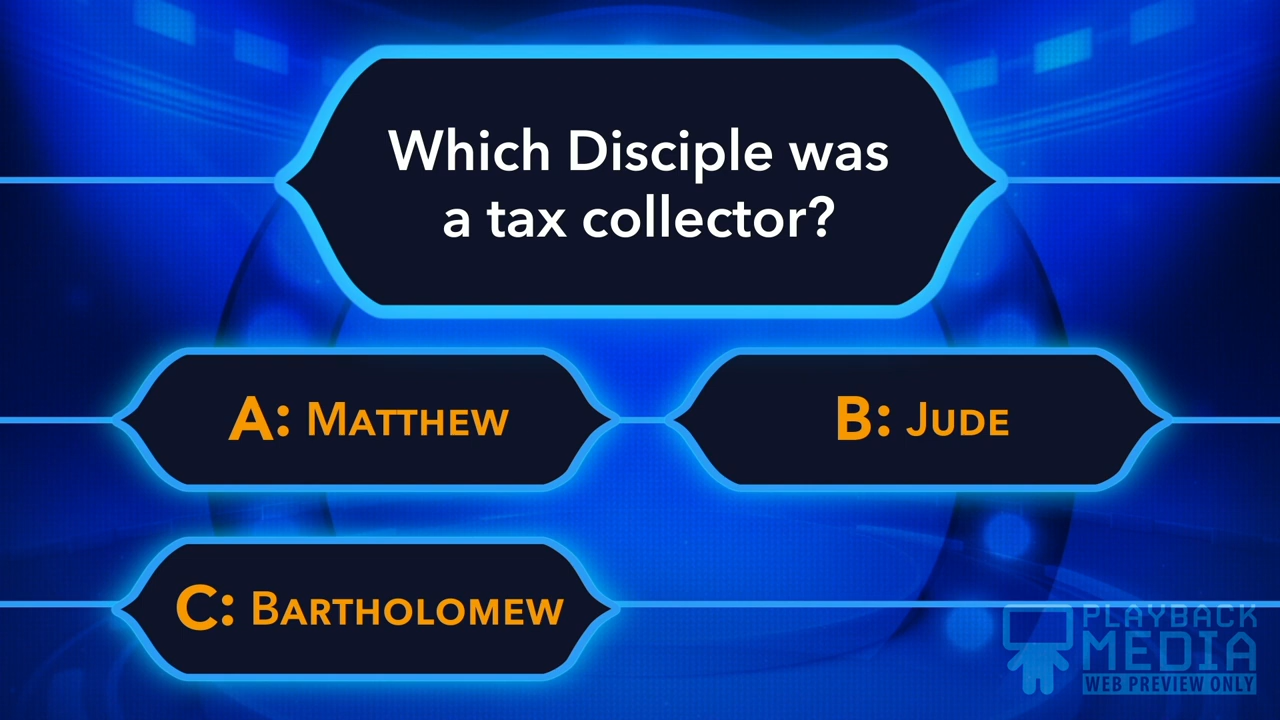 Which Disciple was
a tax collector?
A: MATTHEW
B: JUDE
C: BARTHOLOMEW
PLAYBACK
MEDIA
WEB PREVIEW ONLY